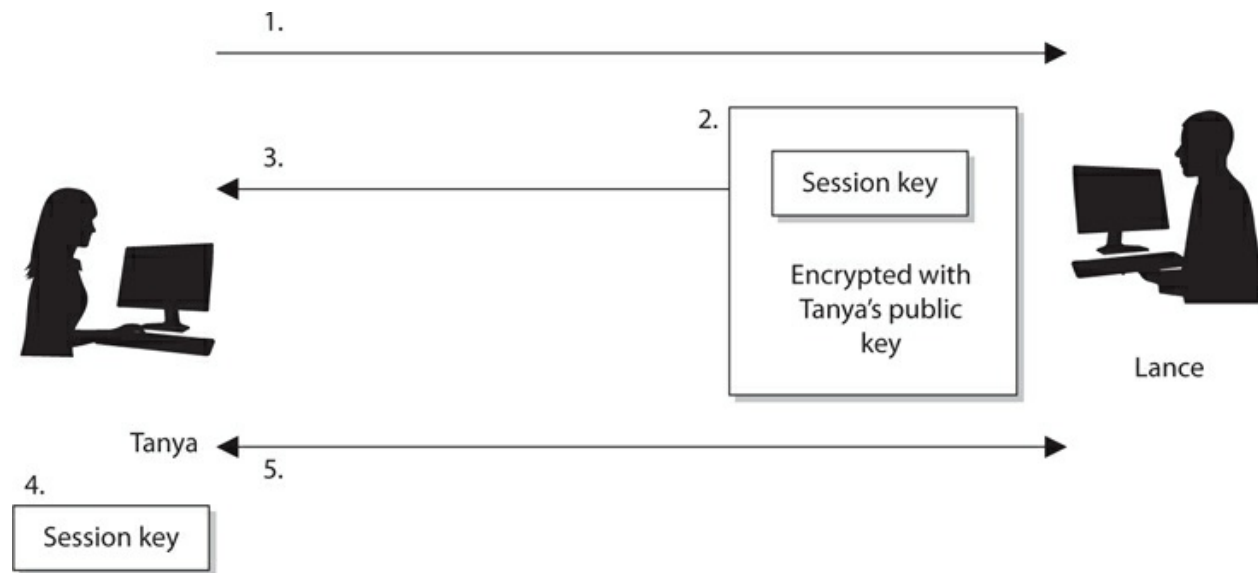 1.
2.
3.
Session key
Encrypted with
Tanya's public
key
Lance
Tanya
5.
4.
Session key